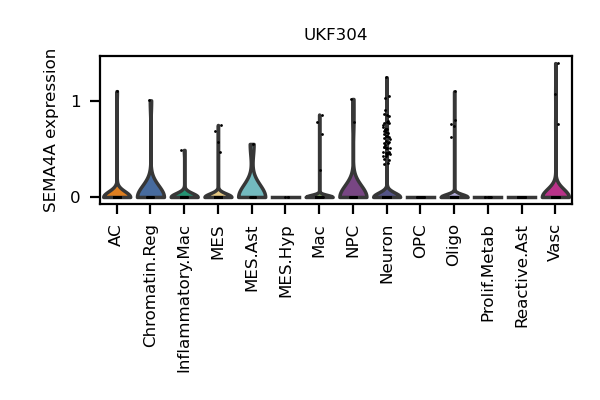 UKF304
SEMA4A expression
1
0
AC
Chromatin.Reg
Inflammatory.Mac
MES
MES.Ast
MES.Hyp
Mac
NPC
Neuron
OPC
Oligo
Prolif.Metab
Reactive.Ast
Vasc